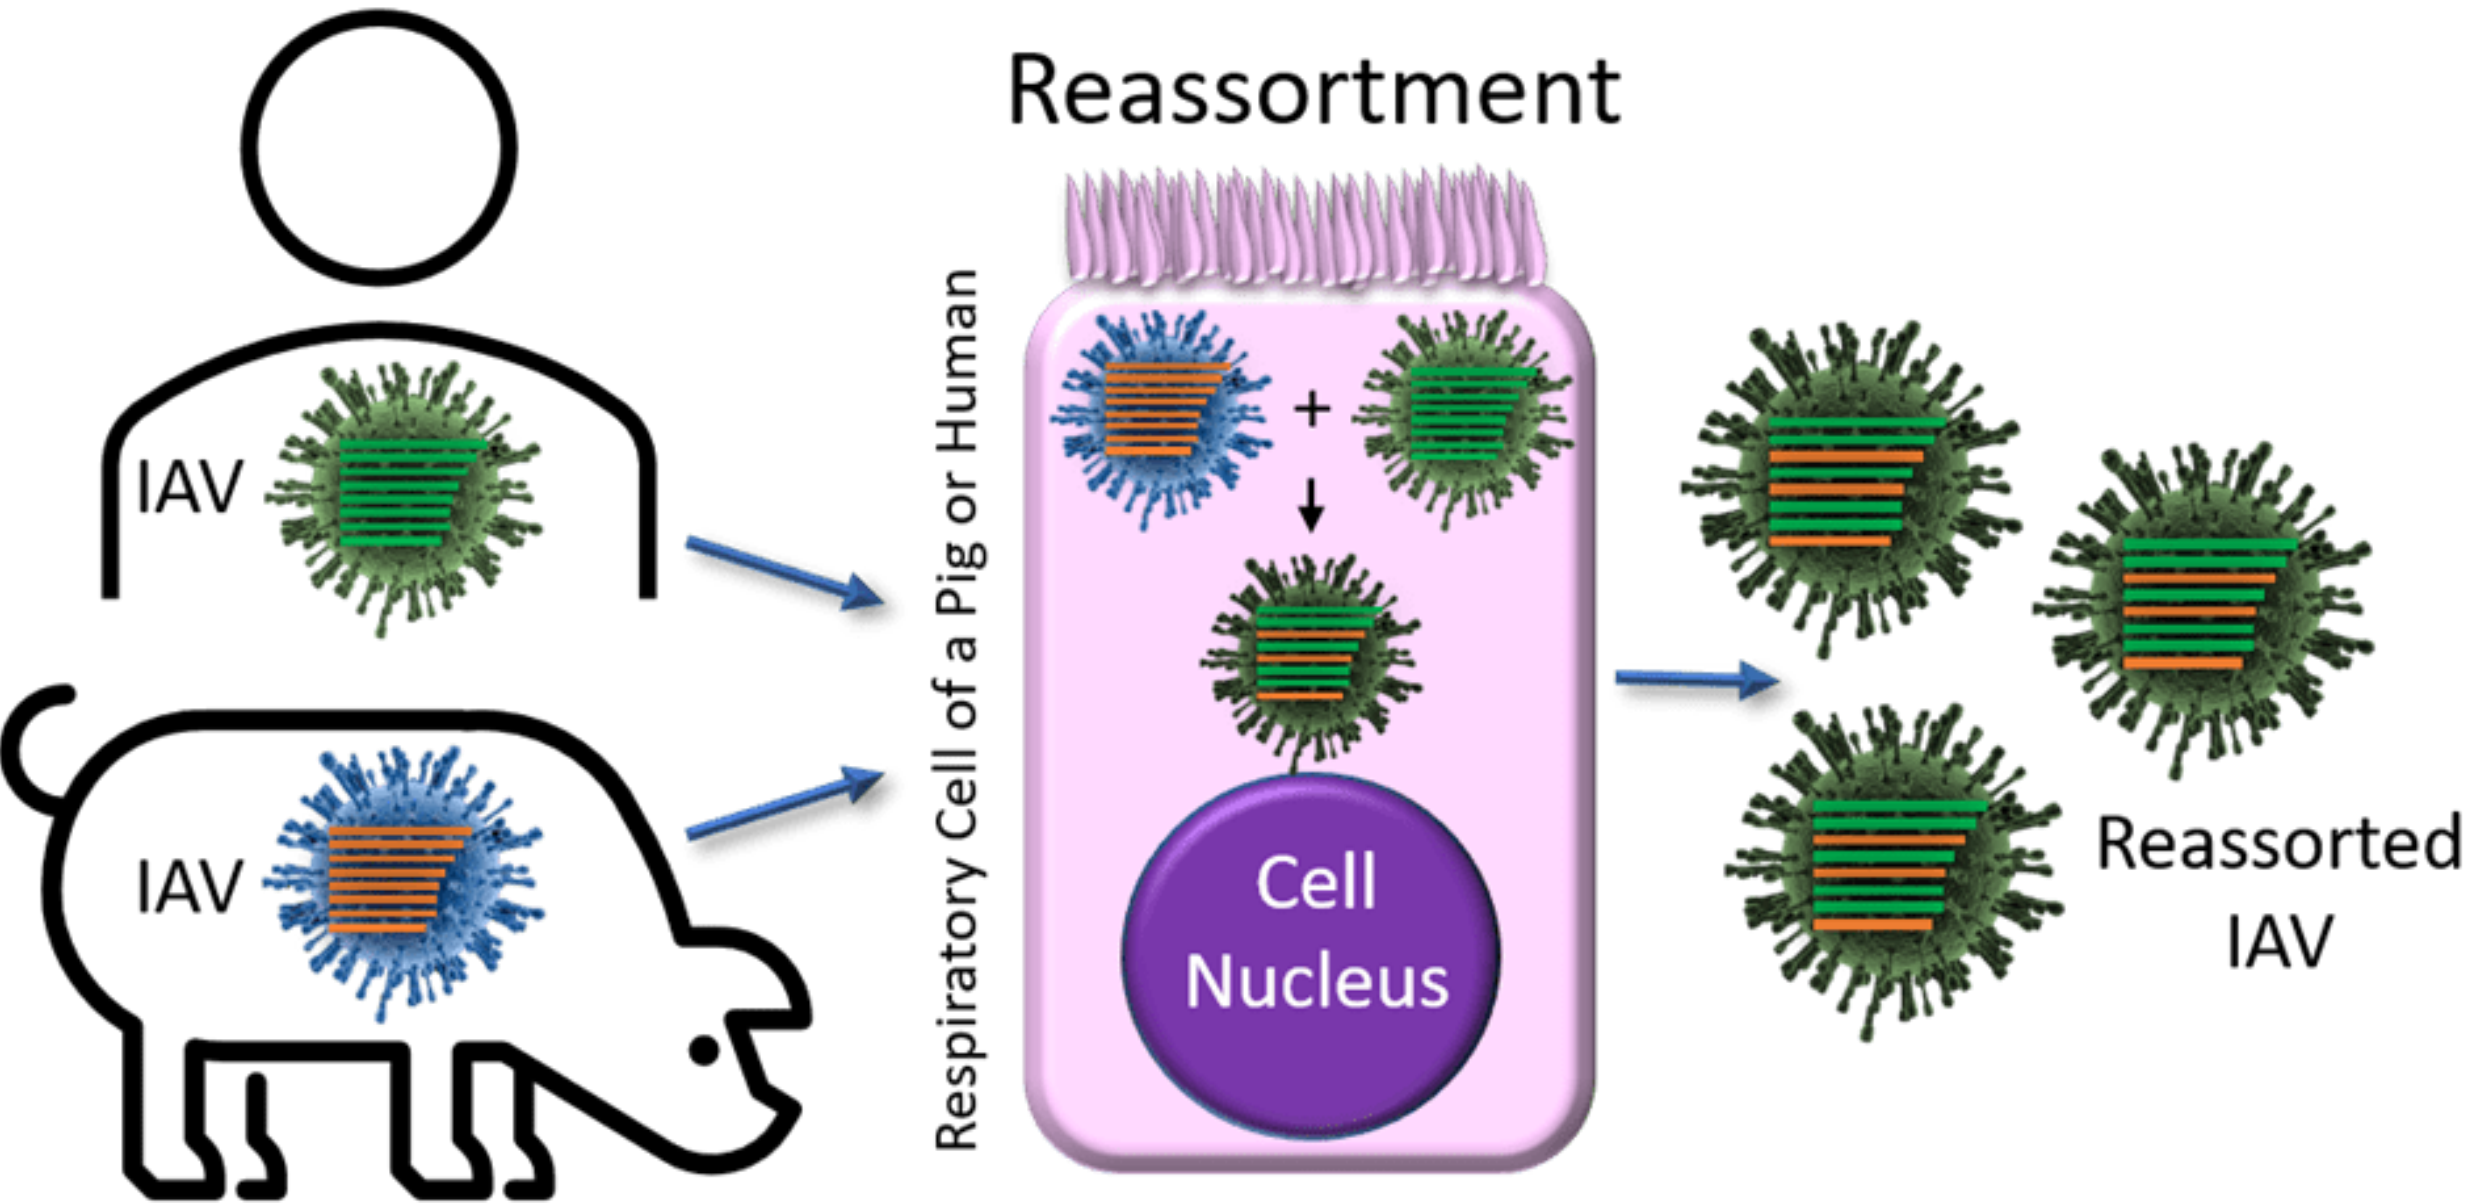 Reassortment
IAV
IAV
Respiratory Cell of a Pig or Human
+
Cell
Nucleus
Reassorted
IAV